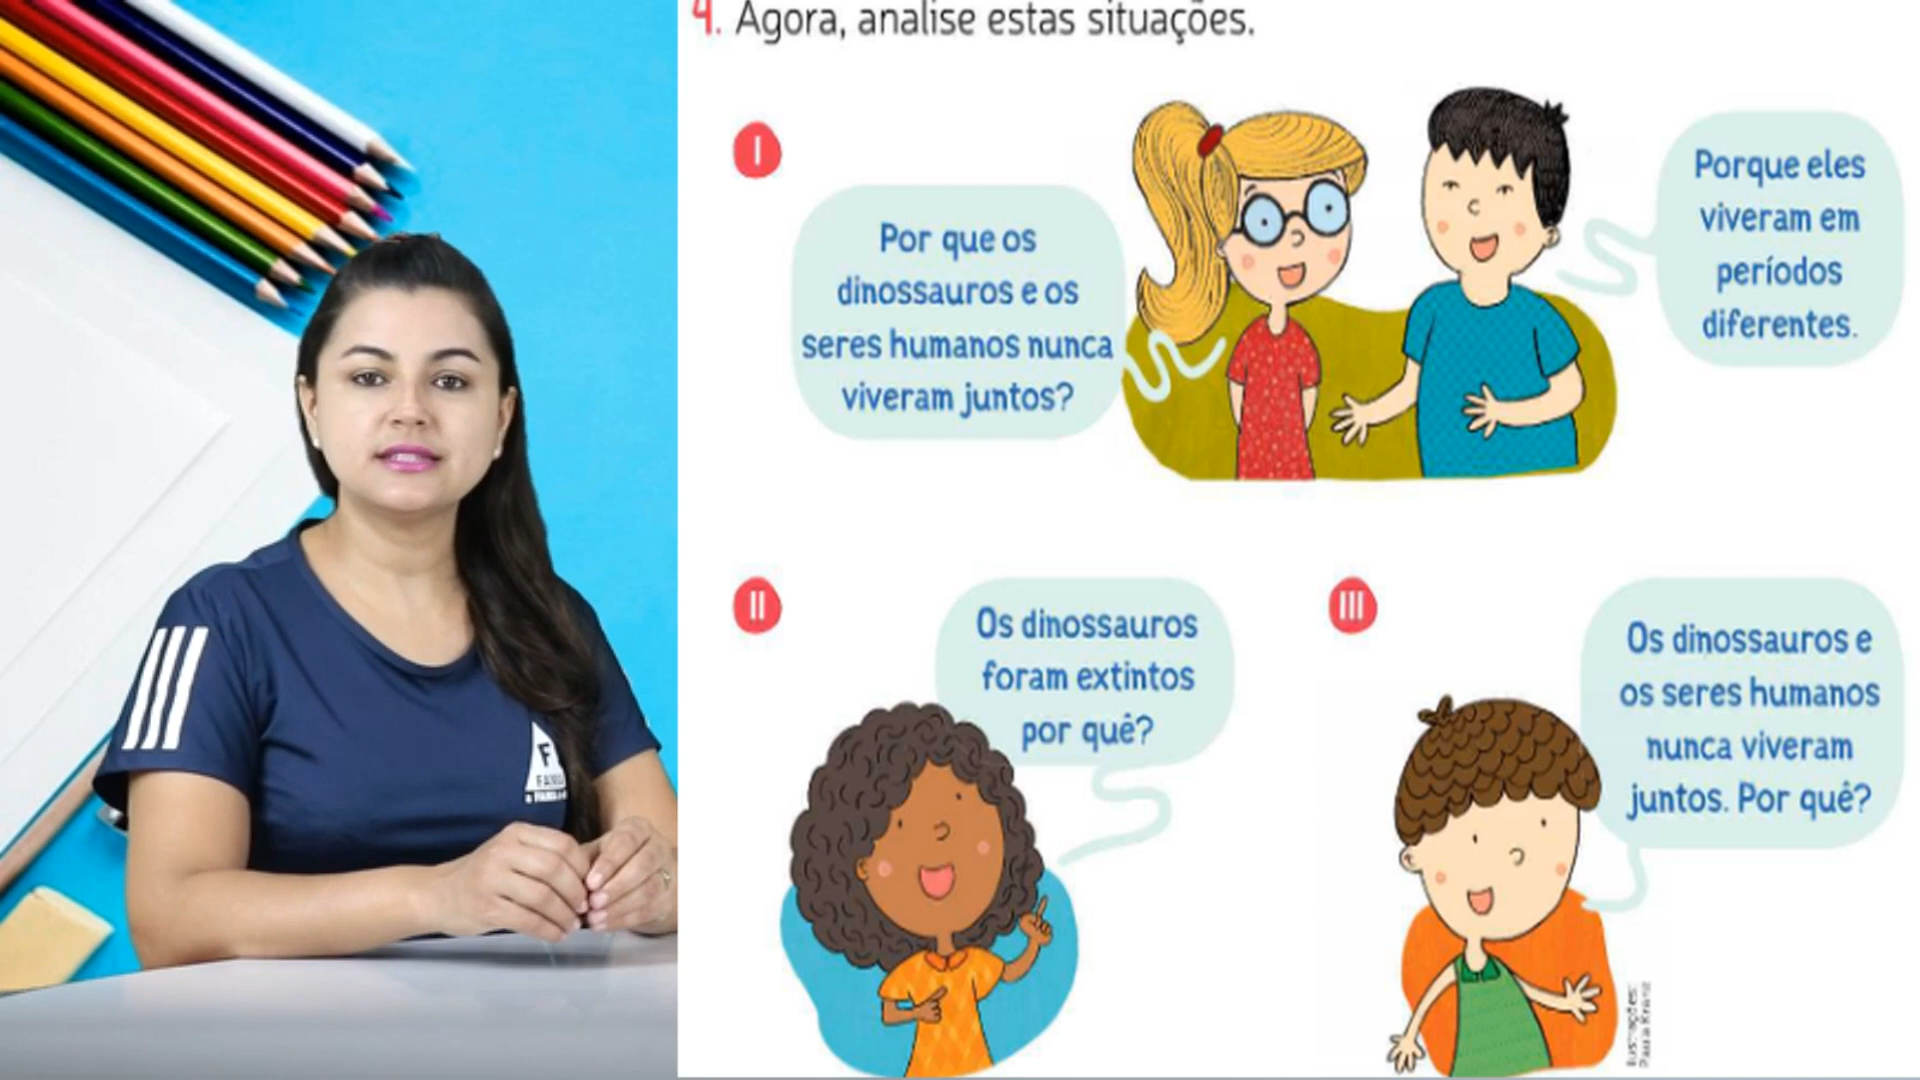 4. Agora, analise estas situações.
I
Por que os
dinossauros e os
seres humanos nunca
viveram juntos?
Porque eles
viveram em
períodos
diferentes.
II
Os dinossauros
foram extintos
por quê?
III
Os dinossauros e
os seres humanos
nunca viveram
juntos. Por quê?
Ilustrações: